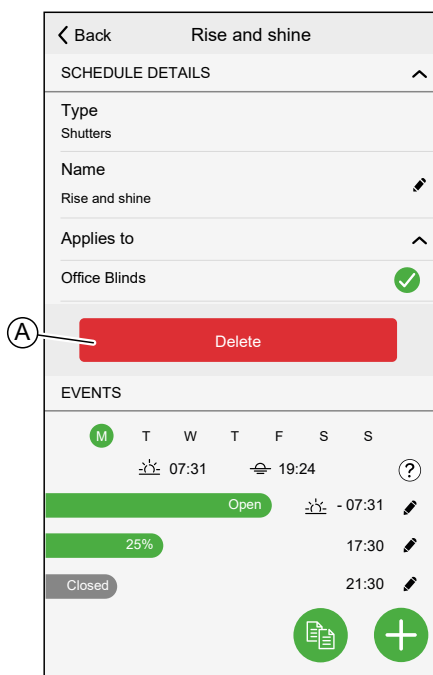 Back Rise and shine
SCHEDULE DETAILS
Type
Shutters
Name
Rise and shine
Applies to
Office Blinds
A
Delete
EVENTS
M T W T F S S
07:31 19:24 ?
Open - 07:31
25% 17:30
Closed 21:30